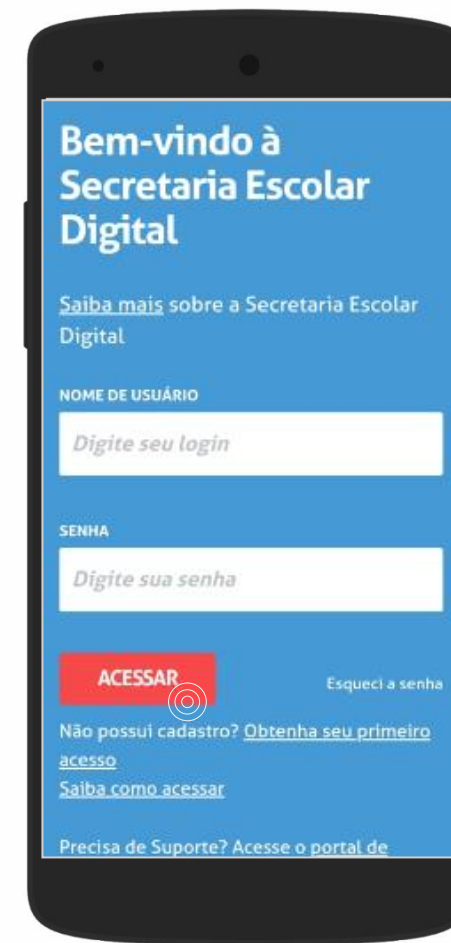 Bem-vindo à
Secretaria Escolar
Digital
Saiba mais sobre a Secretaria Escolar
Digital
NOME DE USUÁRIO
Digite seu login
SENHA
Digite sua senha
ACESSAR
Esqueci a senha
Não possui cadastro? Obtenha seu primeiro
acesso
Saiba como acessar
Precisa de Suporte? Acesse o portal de